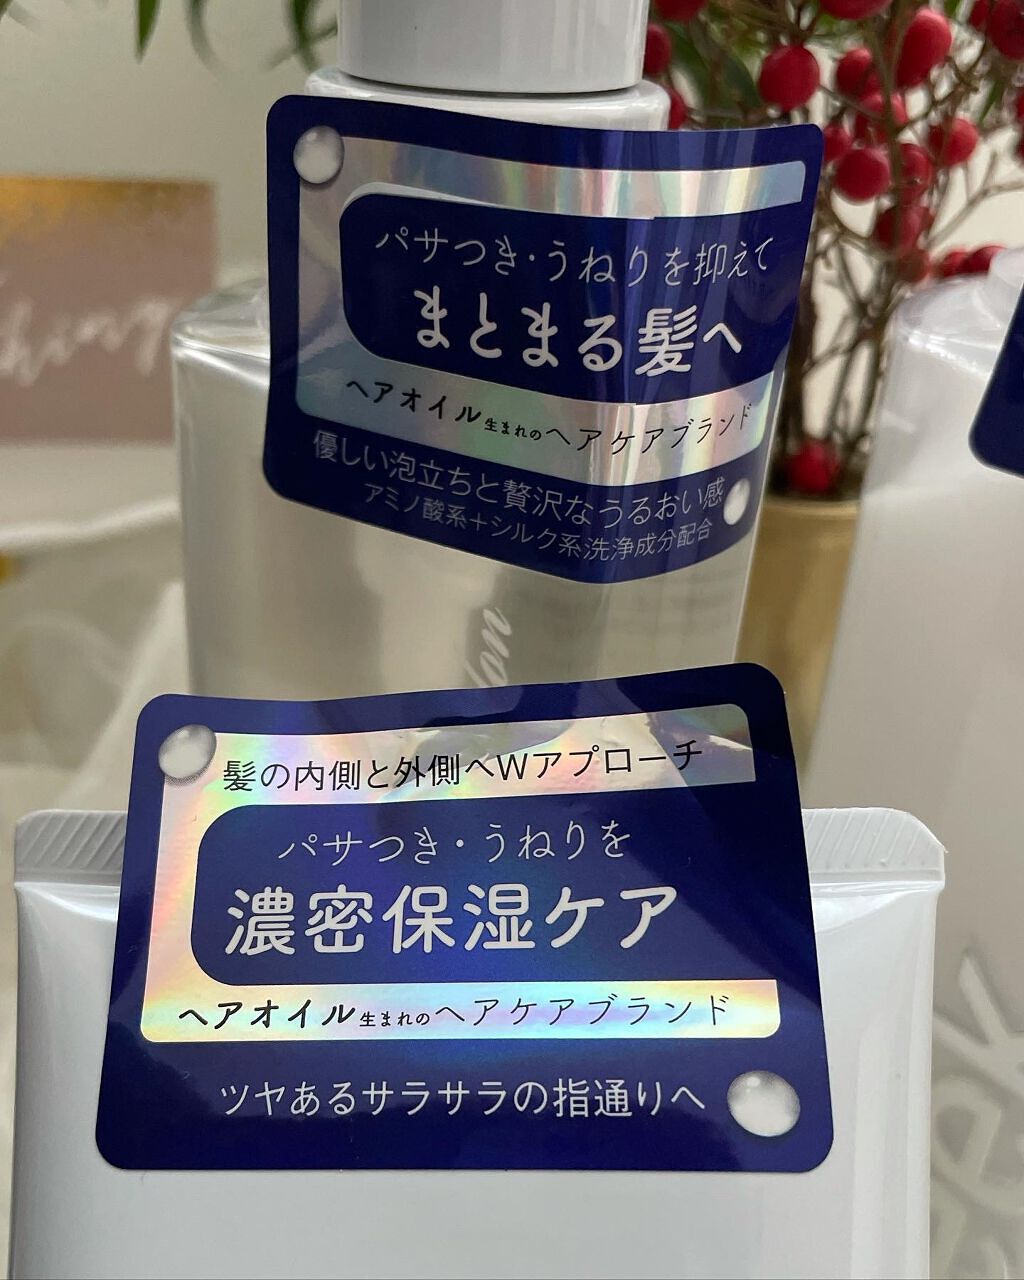 パサつき・うねりを抑えて
まとまる髪へ
ヘアオイル生まれのヘアケアブランド
優しい泡立ちと贅沢なうるおい感
アミノ酸系+シルク系洗浄成分配合
髪の内側と外側へWアプローチ
パサつき・うねりを
濃密保湿ケア
ヘアオイル生まれのヘアケアブランド
ツヤあるサラサラの指通りへ